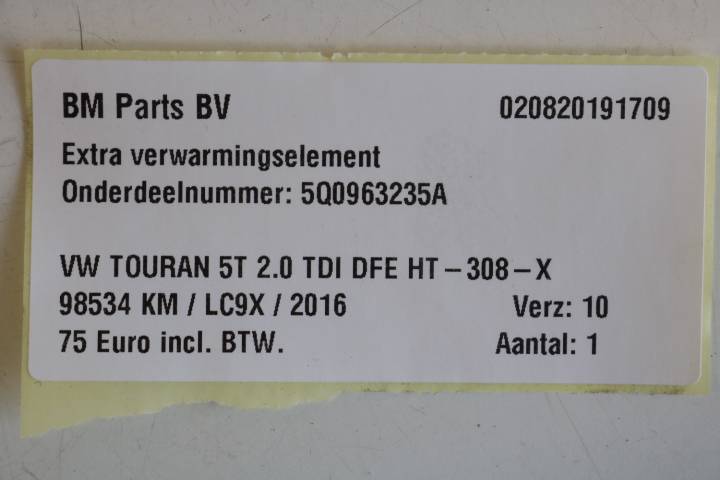 BM Parts BV 020820191709
Extra verwarmingselement
Onderdeelnummer: 5Q0963235A
VW TOURAN 5T 2.0 TDI DFE HT-308-X
98534 KM / LC9X / 2016 Verz: 10
75 Euro incl. BTW. Aantal: 1